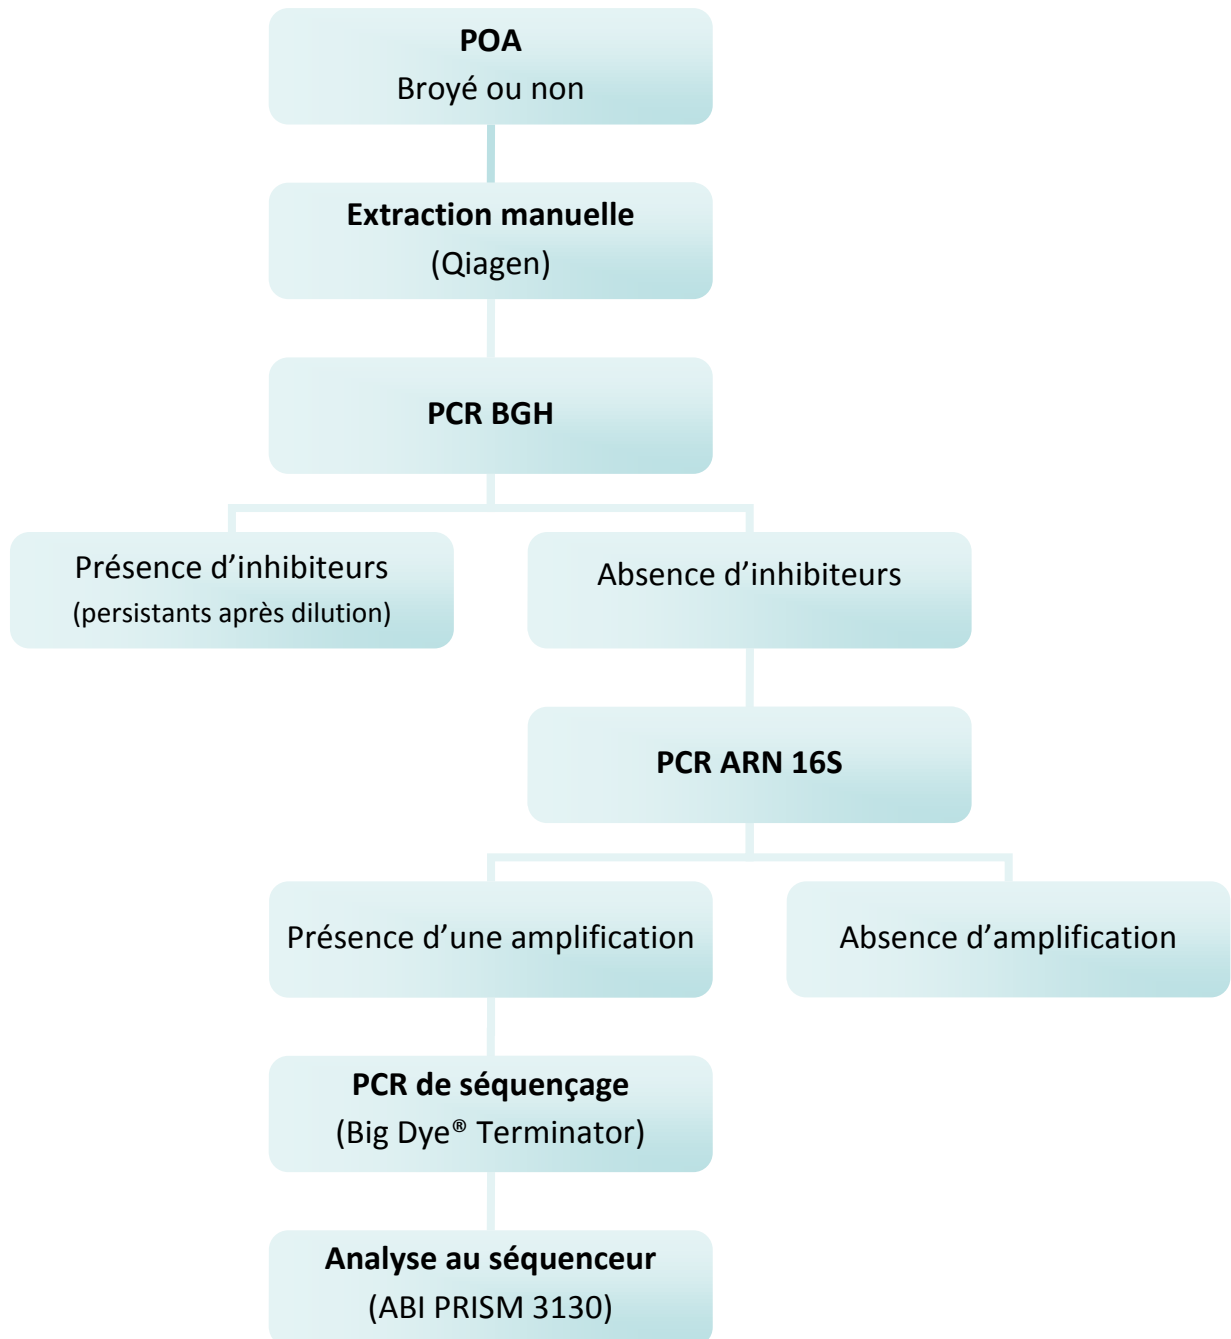 POA
Broyé ou non
Extraction manuelle
(Qiagen)
PCR BGH
Présence d’inhibiteurs
(persistants après dilution)
Absence d’inhibiteurs
PCR ARN 16S
Présence d’une amplification
Absence d’amplification
PCR de séquençage
(Big Dye® Terminator)
Analyse au séquenceur
(ABI PRISM 3130)